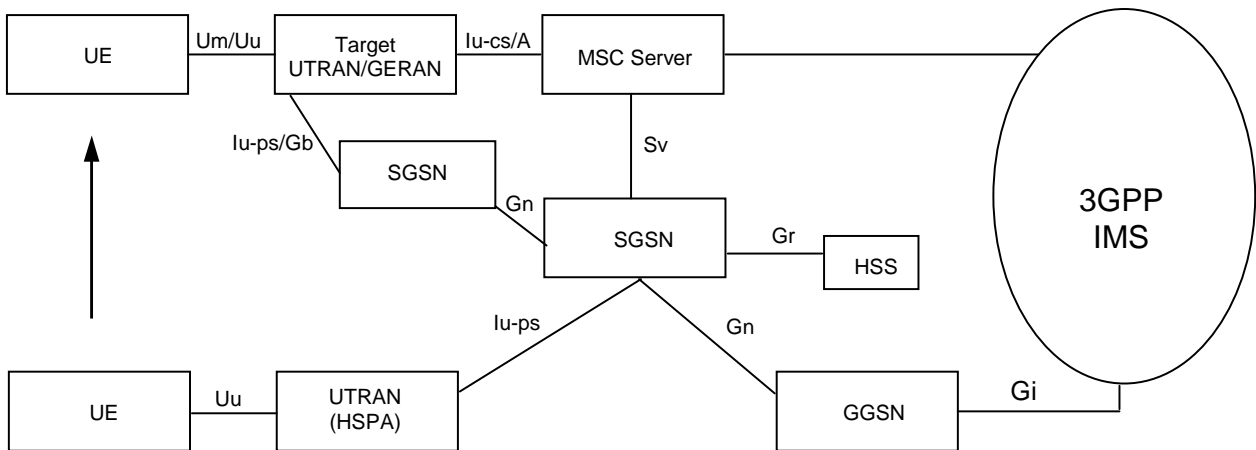 UE
Um/Uu
Target
UTRAN/GERAN
Iu-cs/A
MSC Server
Iu-ps/Gb
SGSN
Sv
Gn
SGSN
Gr
HSS
3GPP
IMS
Iu-ps
Gn
UE
Uu
UTRAN
(HSPA)
GGSN
Gi